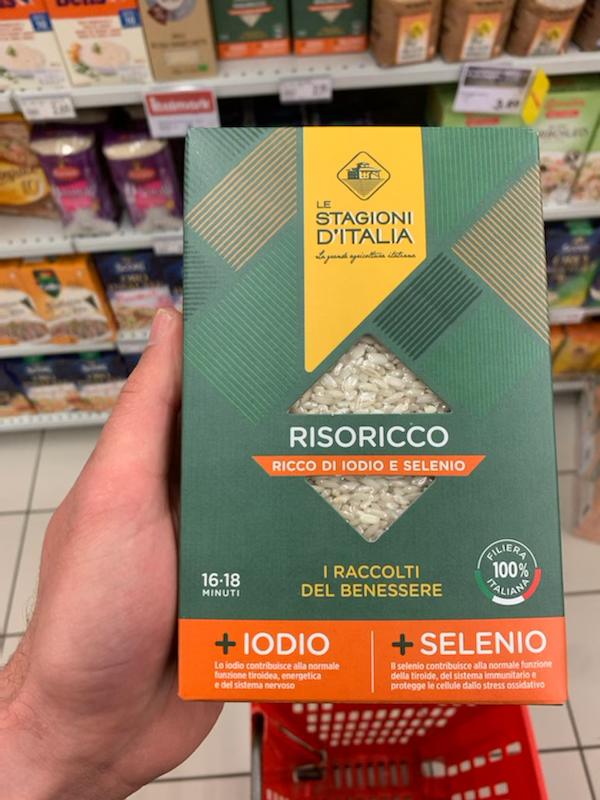 LE
STAGIONI
D'ITALIA
La grande agricoltura italiana
RISORICCO
RICCO DI IODIO E SELENIO
16-18
MINUTI
I RACCOLTI
DEL BENESSERE
FILIERA
100%
ITALIANA
+ IODIO
Lo iodio contribuisce alla normale
funzione tiroidea, energetica
e del sistema nervoso
+ SELENIO
Il selenio contribuisce alla normale funzione
della tiroide, del sistema immunitario e
protegge le cellule dallo stress ossidativo